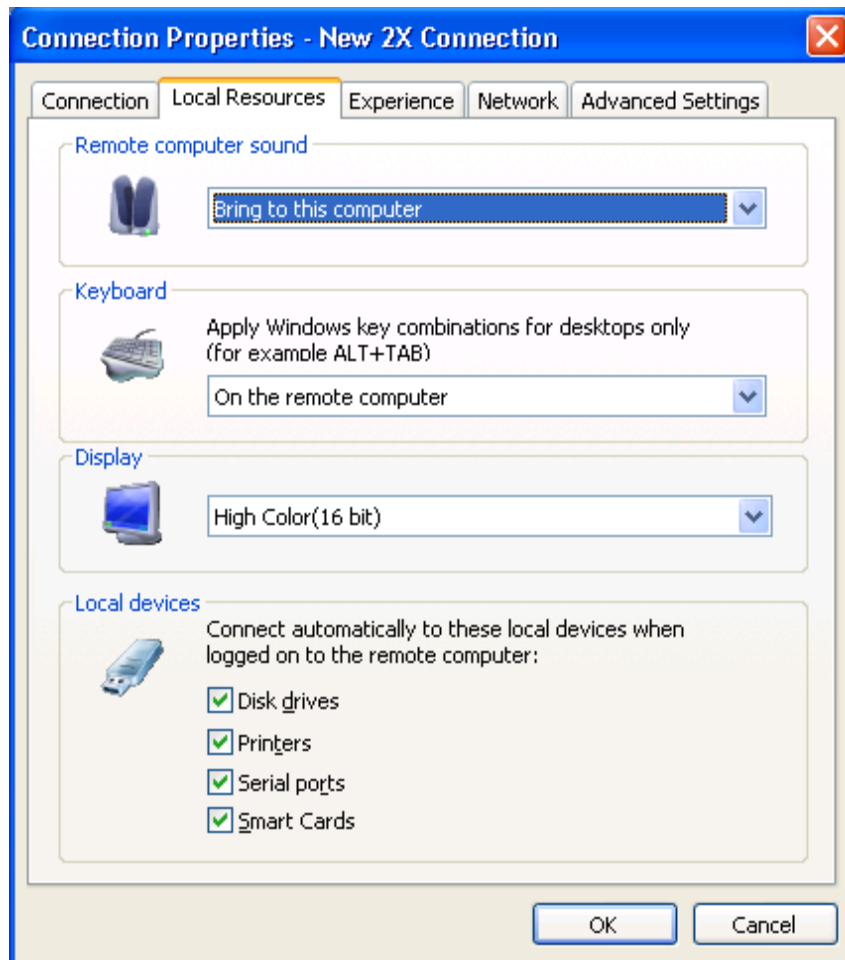 Connection Properties - New 2X Connection
Connection Local Resources Experience Network Advanced Settings
Remote computer sound
Bring to this computer
Keyboard
Apply Windows key combinations for desktops only
(for example ALT+TAB)
On the remote computer
Display
High Color(16 bit)
Local devices
Connect automatically to these local devices when
logged on to the remote computer:
Disk drives
Printers
Serial ports
Smart Cards
OK Cancel